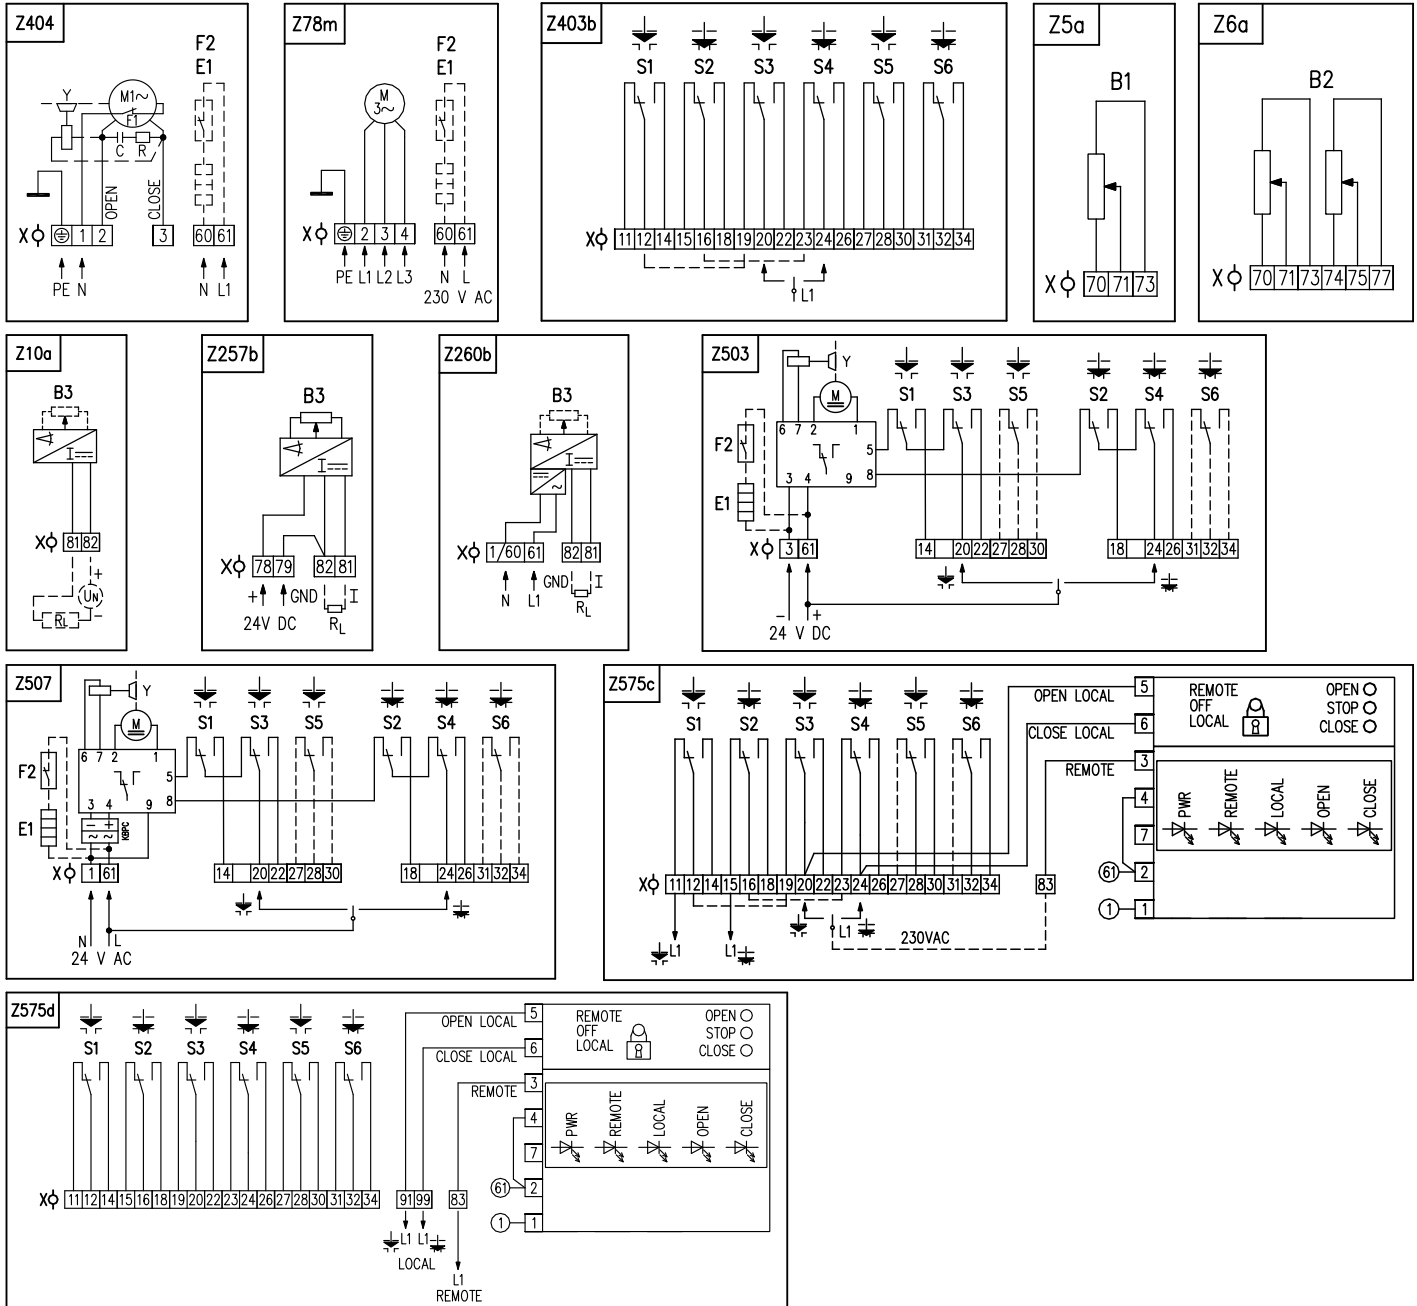 Z404
F2
E1
Y
M1~
F1
C R
OPEN
CLOSE
X 1 2 3 60 61
PE N N L1
Z78m
F2
E1
M
3~
X 2 3 4 60 61
PE L1 L2 L3 N L
230 V AC
Z403b
S1 S2 S3 S4 S5 S6
X 11 12 14 15 16 18 19 20 22 23 24 26 27 28 30 31 32 34
L1
Z5a
B1
X 70 71 73
Z6a
B2
X 70 71 73 74 75 77
Z10a
B3
I
X 81 82
+
UN
RL −
Z257b
B3
I
X 78 79 82 81
+ GND I
24V DC RL
Z260b
B3
I
~
X 1/60 61 82 81
GND I
N L1 RL
Z503
Y
M
S1 S3 S5 S2 S4 S6
6 7 2 1
F2 5
8
3 4 9
E1
X 3 61 14 20 22 27 28 30 18 24 26 31 32 34
− +
24 V DC
Z507
Y
M
S1 S3 S5 S2 S4 S6
6 7 2 1
F2 5
8
3 4 9
E1 − +
~ ~
KBPC
X 1 61 14 20 22 27 28 30 18 24 26 31 32 34
N L
24 V AC
Z575c
S1 S2 S3 S4 S5 S6
OPEN LOCAL 5
CLOSE LOCAL 6
REMOTE 3
4
7
61 2
1 1
REMOTE OPEN
OFF STOP
LOCAL CLOSE
PWR REMOTE LOCAL OPEN CLOSE
X 11 12 14 15 16 18 19 20 22 23 24 26 27 28 30 31 32 34 83
L1 L1 L1 230VAC
Z575d
S1 S2 S3 S4 S5 S6
OPEN LOCAL 5
CLOSE LOCAL 6
REMOTE 3
4
7
61 2
1 1
REMOTE OPEN
OFF STOP
LOCAL CLOSE
PWR REMOTE LOCAL OPEN CLOSE
X 11 12 14 15 16 18 19 20 22 23 24 26 27 28 30 31 32 34 91 99 83
L1 L1
LOCAL
L1
REMOTE